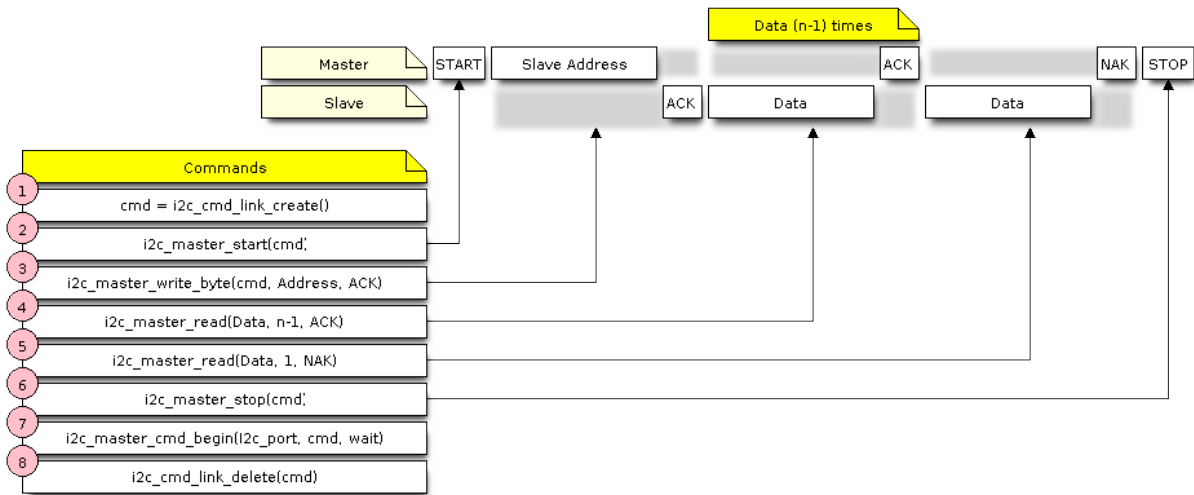 Data (n-1) times
Master START Slave Address ACK NAK STOP
Slave ACK Data Data
Commands
1 cmd = i2c_cmd_link_create()
2 i2c_master_start(cmd;
3 i2c_master_write_byte(cmd, Address, ACK)
4 i2c_master_read(Data, n-1, ACK)
5 i2c_master_read(Data, 1, NAK)
6 i2c_master_stop(cmd;
7 i2c_master_cmd_begin(I2c_port, cmd, wait)
8 i2c_cmd_link_delete(cmd)